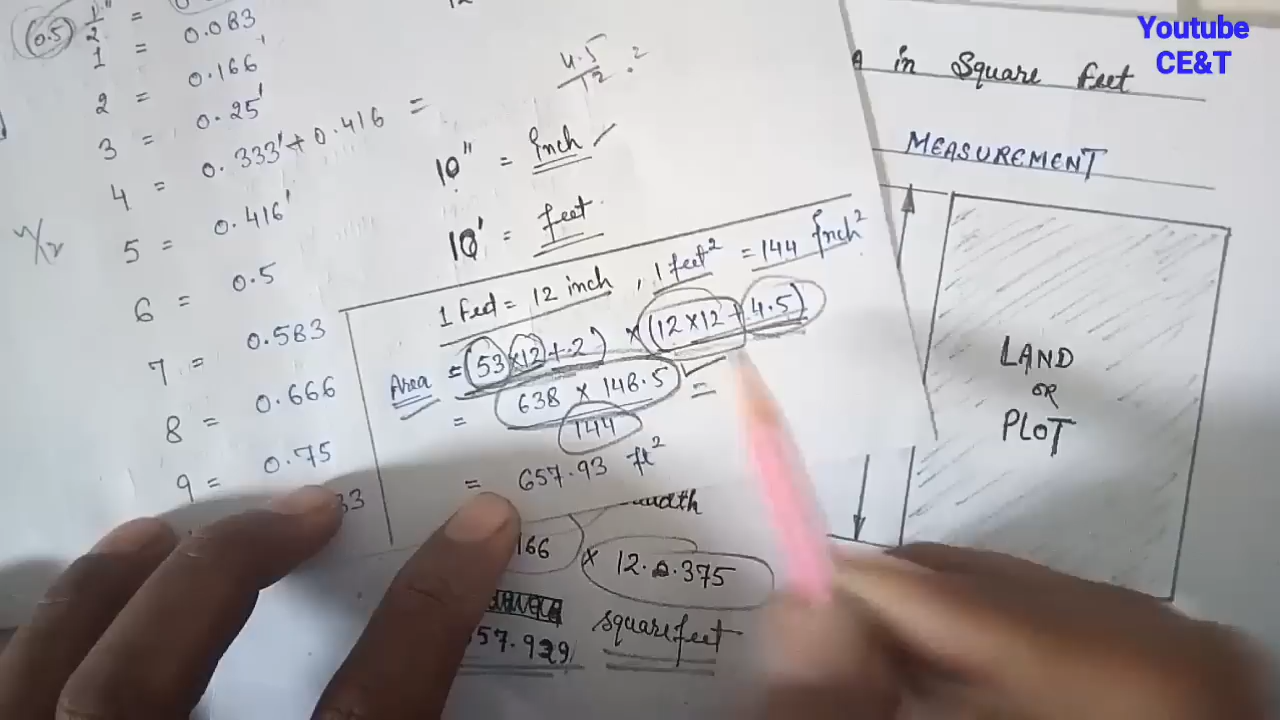 (0.5) 1/2" =
1 = 0.083
2 = 0.166'
3 = 0.25'
4 = 0.333' + 0.416 =
5 = 0.416'
6 = 0.5
7 = 0.583
8 = 0.666
9 = 0.75
33
12
4.5/12
10" = Inch ✓
10' = feet
1 Feet = 12 inch, 1 feet² = 144 Inch²
Area = (53×12+2) × (12×12+4.5)
= 638 × 148.5 =
144
= 657.93 ft²
166 × 12.0.375
57.929 squarefeet
Youtube
CE&T
A in Square feet
MEASUREMENT
LAND
OR
PLOT